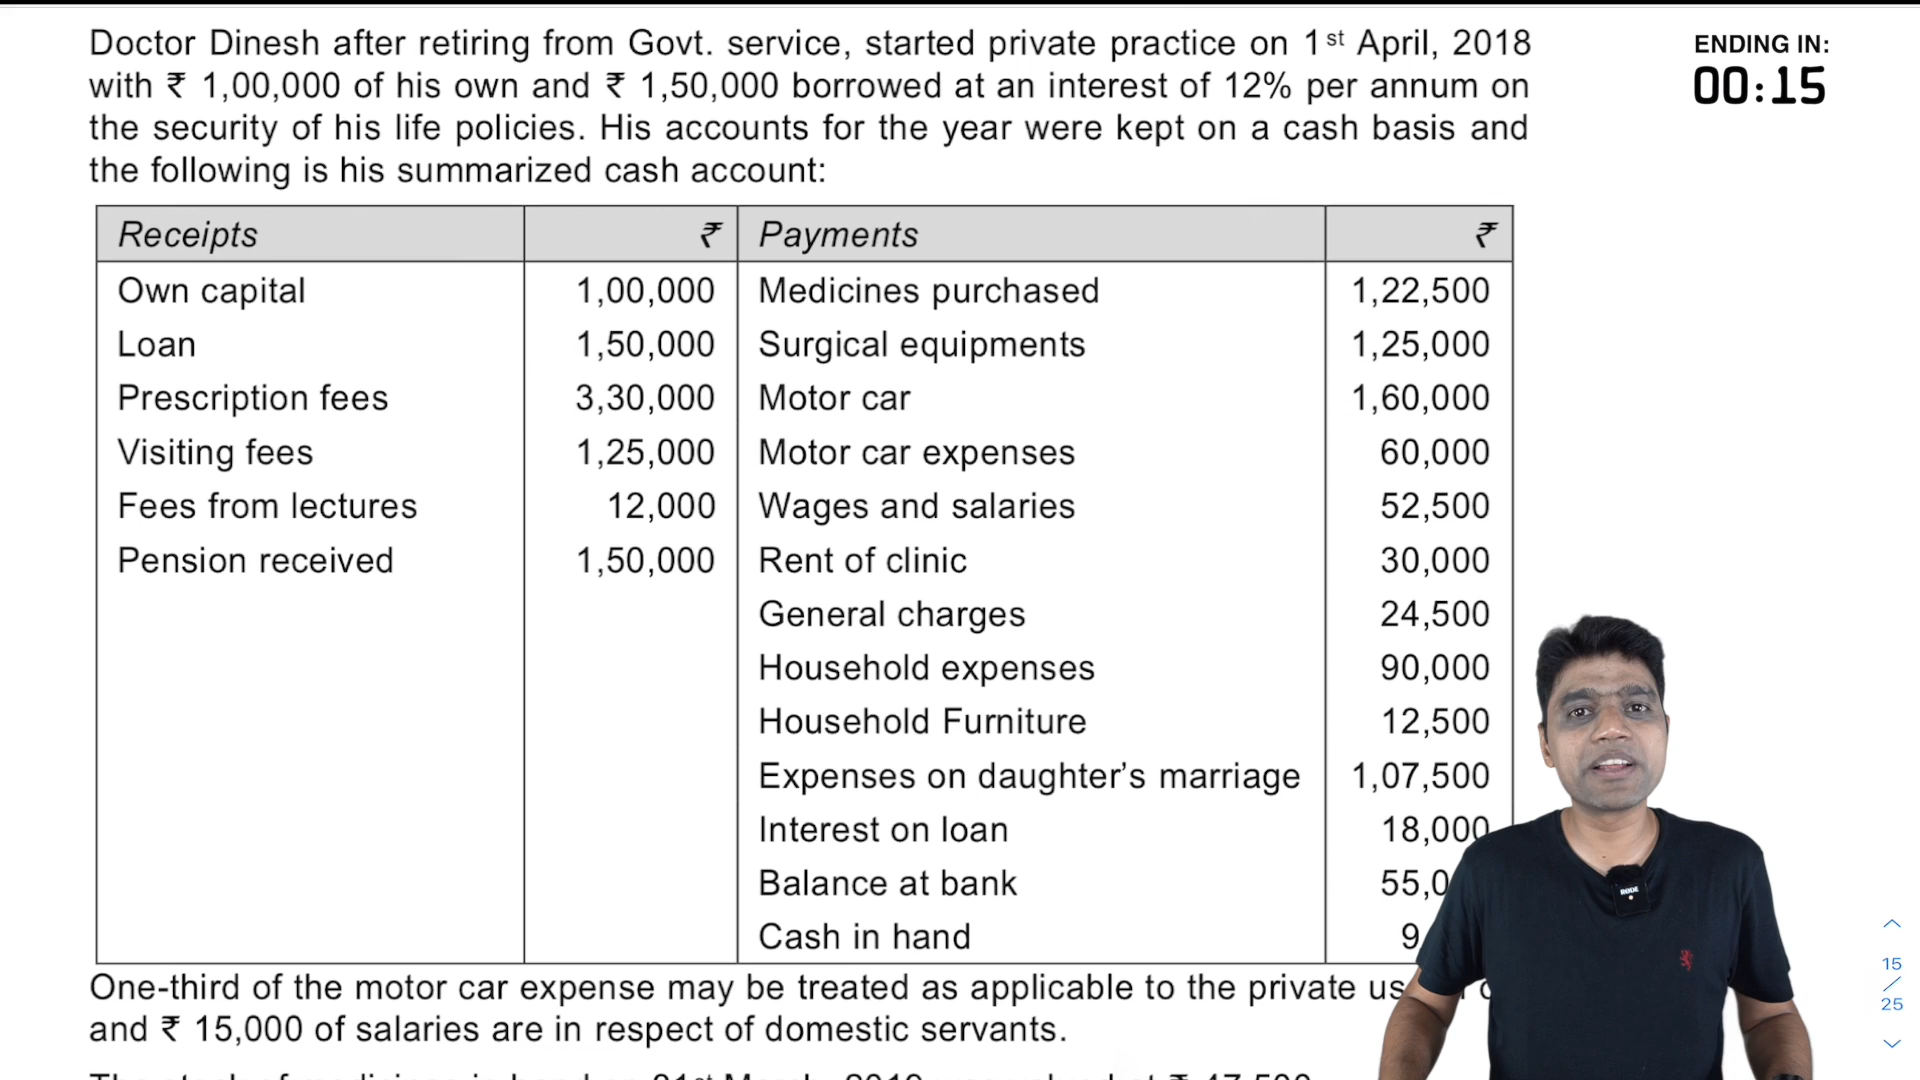 Doctor Dinesh after retiring from Govt. service, started private practice on 1st April, 2018
with ₹ 1,00,000 of his own and ₹ 1,50,000 borrowed at an interest of 12% per annum on
the security of his life policies. His accounts for the year were kept on a cash basis and
the following is his summarized cash account:
ENDING IN:
00:15
Receipts ₹ Payments ₹
Own capital 1,00,000 Medicines purchased 1,22,500
Loan 1,50,000 Surgical equipments 1,25,000
Prescription fees 3,30,000 Motor car 1,60,000
Visiting fees 1,25,000 Motor car expenses 60,000
Fees from lectures 12,000 Wages and salaries 52,500
Pension received 1,50,000 Rent of clinic 30,000
General charges 24,500
Household expenses 90,000
Household Furniture 12,500
Expenses on daughter's marriage 1,07,500
Interest on loan 18,000
Balance at bank 55,0
Cash in hand 9
One-third of the motor car expense may be treated as applicable to the private
and ₹ 15,000 of salaries are in respect of domestic servants.
RØDE
15
/
25